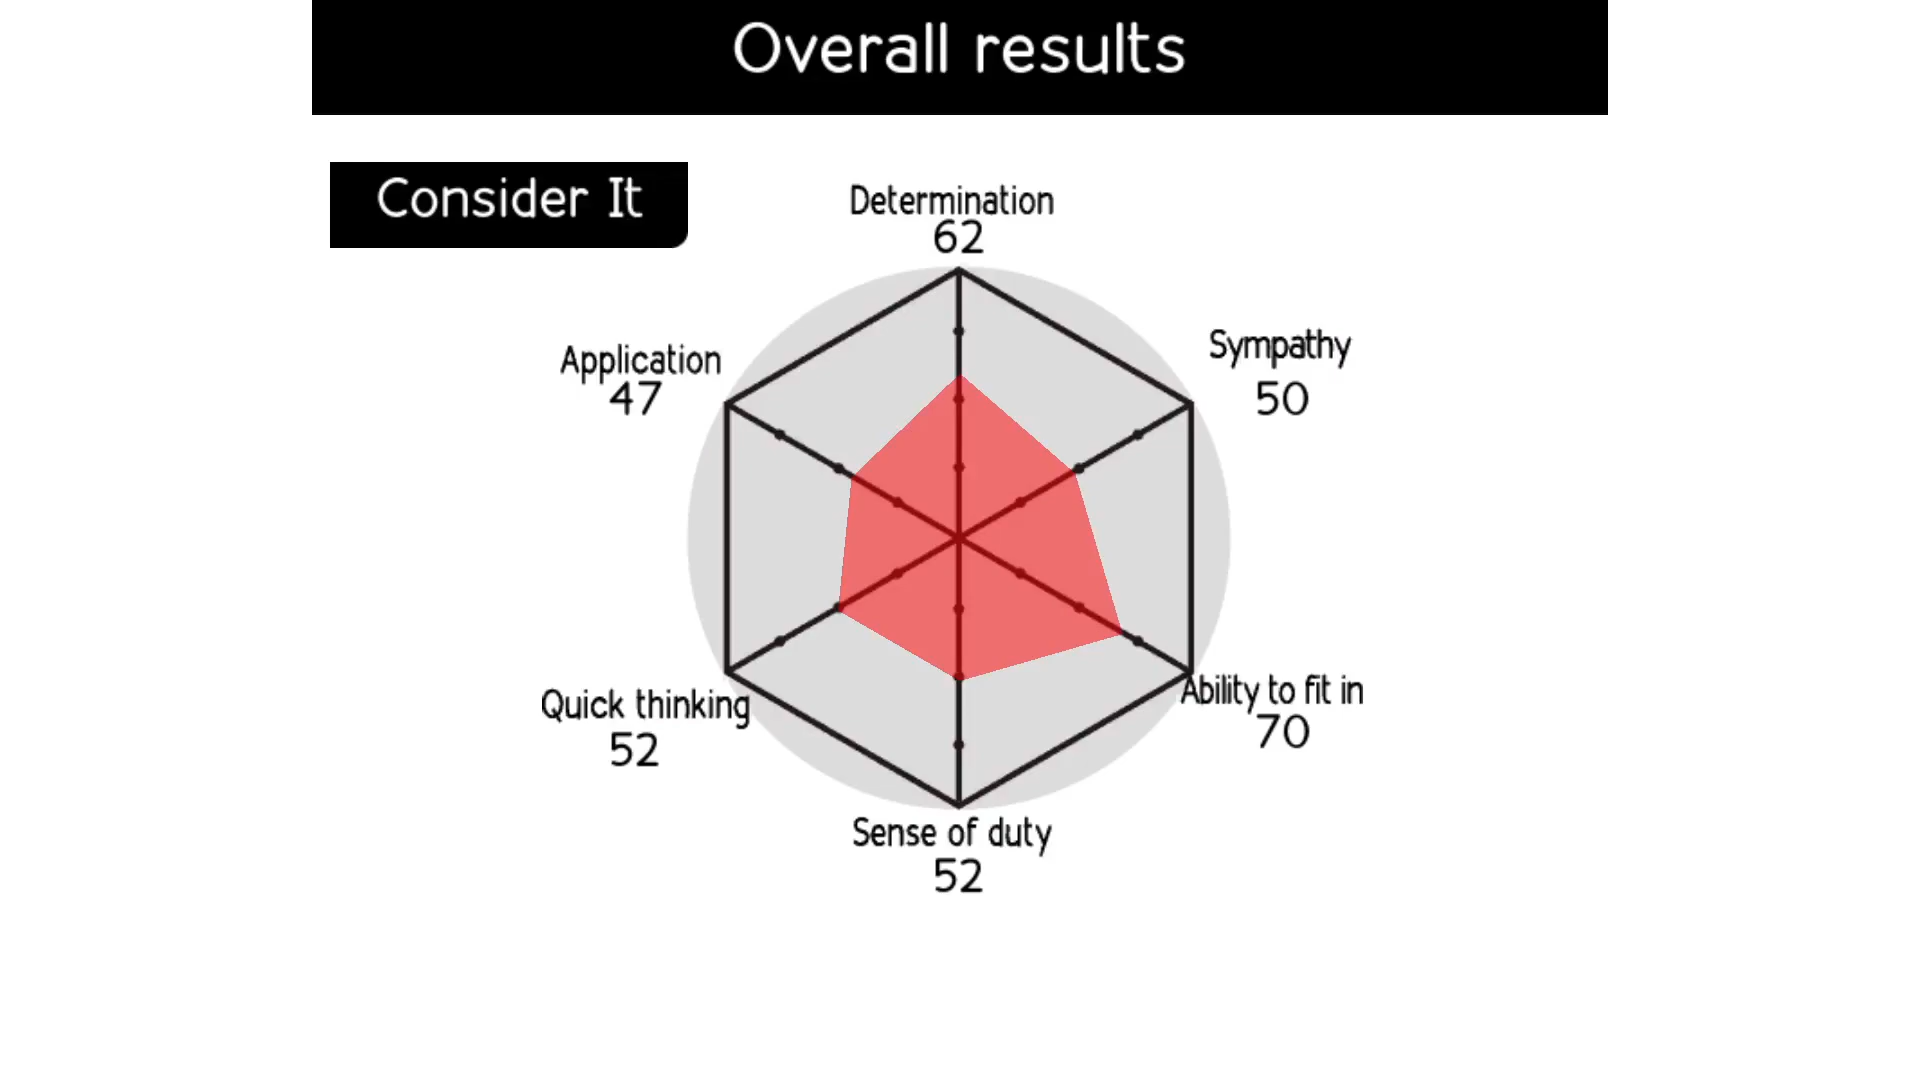 Overall results
Consider It
Determination
62
Sympathy
50
Application
47
Ability to fit in
70
Quick thinking
52
Sense of duty
52